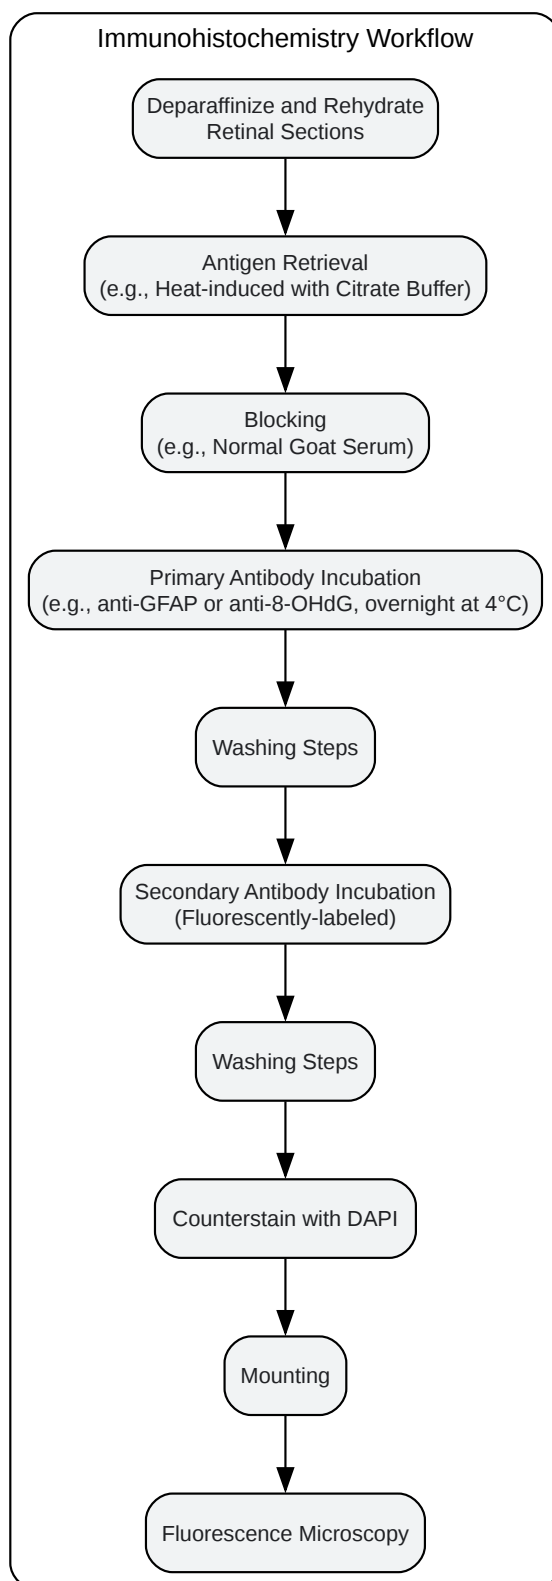 Immunohistochemistry Workflow
Deparaffinize and Rehydrate
Retinal Sections
Antigen Retrieval
(e.g., Heat-induced with Citrate Buffer)
Blocking
(e.g., Normal Goat Serum)
Primary Antibody Incubation
(e.g., anti-GFAP or anti-8-OHdG, overnight at 4°C)
Washing Steps
Secondary Antibody Incubation
(Fluorescently-labeled)
Washing Steps
Counterstain with DAPI
Mounting
Fluorescence Microscopy